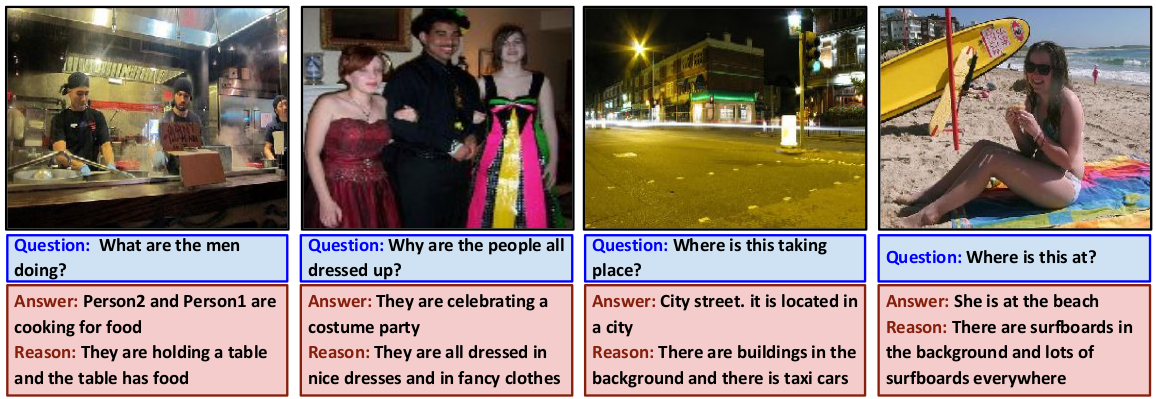 Question: What are the men
doing?
Answer: Person2 and Person1 are
cooking for food
Reason: They are holding a table
and the table has food
Question: Why are the people all
dressed up?
Answer: They are celebrating a
costume party
Reason: They are all dressed in
nice dresses and in fancy clothes
Question: Where is this taking
place?
Answer: City street. it is located in
a city
Reason: There are buildings in the
background and there is taxi cars
Question: Where is this at?
Answer: She is at the beach
Reason: There are surfboards in
the background and lots of
surfboards everywhere